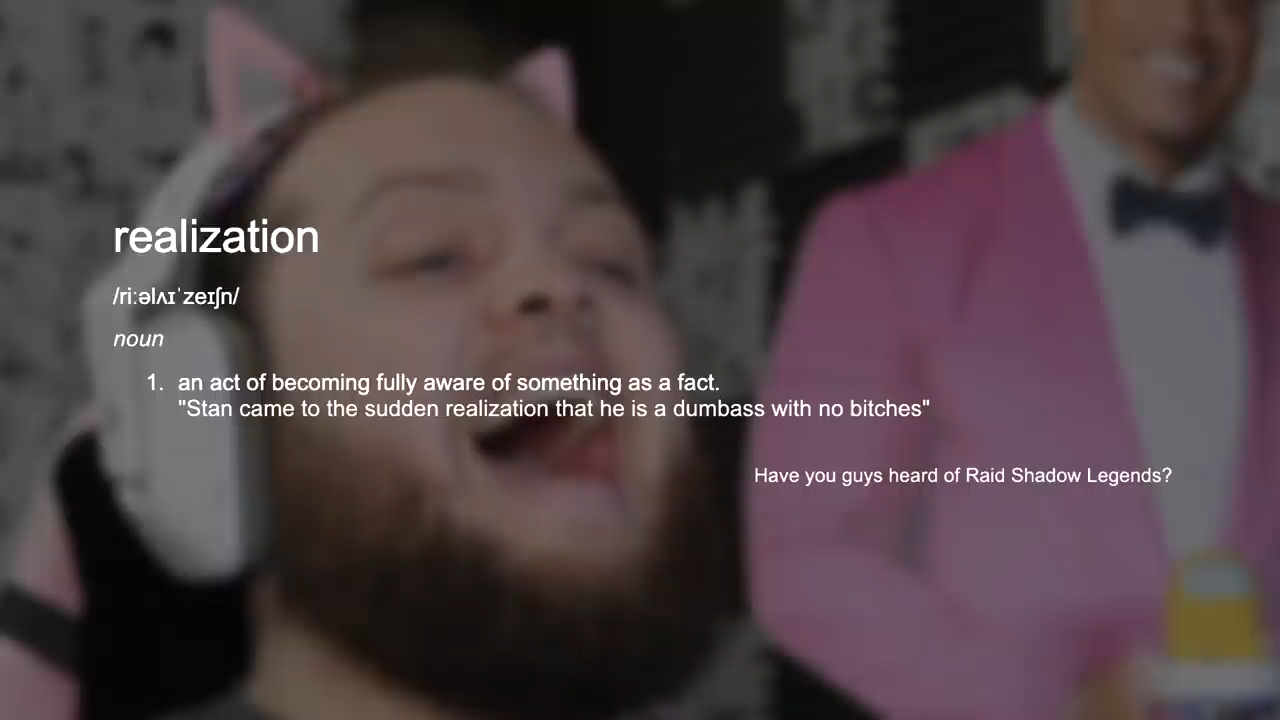 realization
/riːəlʌɪˈzeɪʃn/
noun
1. an act of becoming fully aware of something as a fact.
"Stan came to the sudden realization that he is a dumbass with no bitches"
Have you guys heard of Raid Shadow Legends?